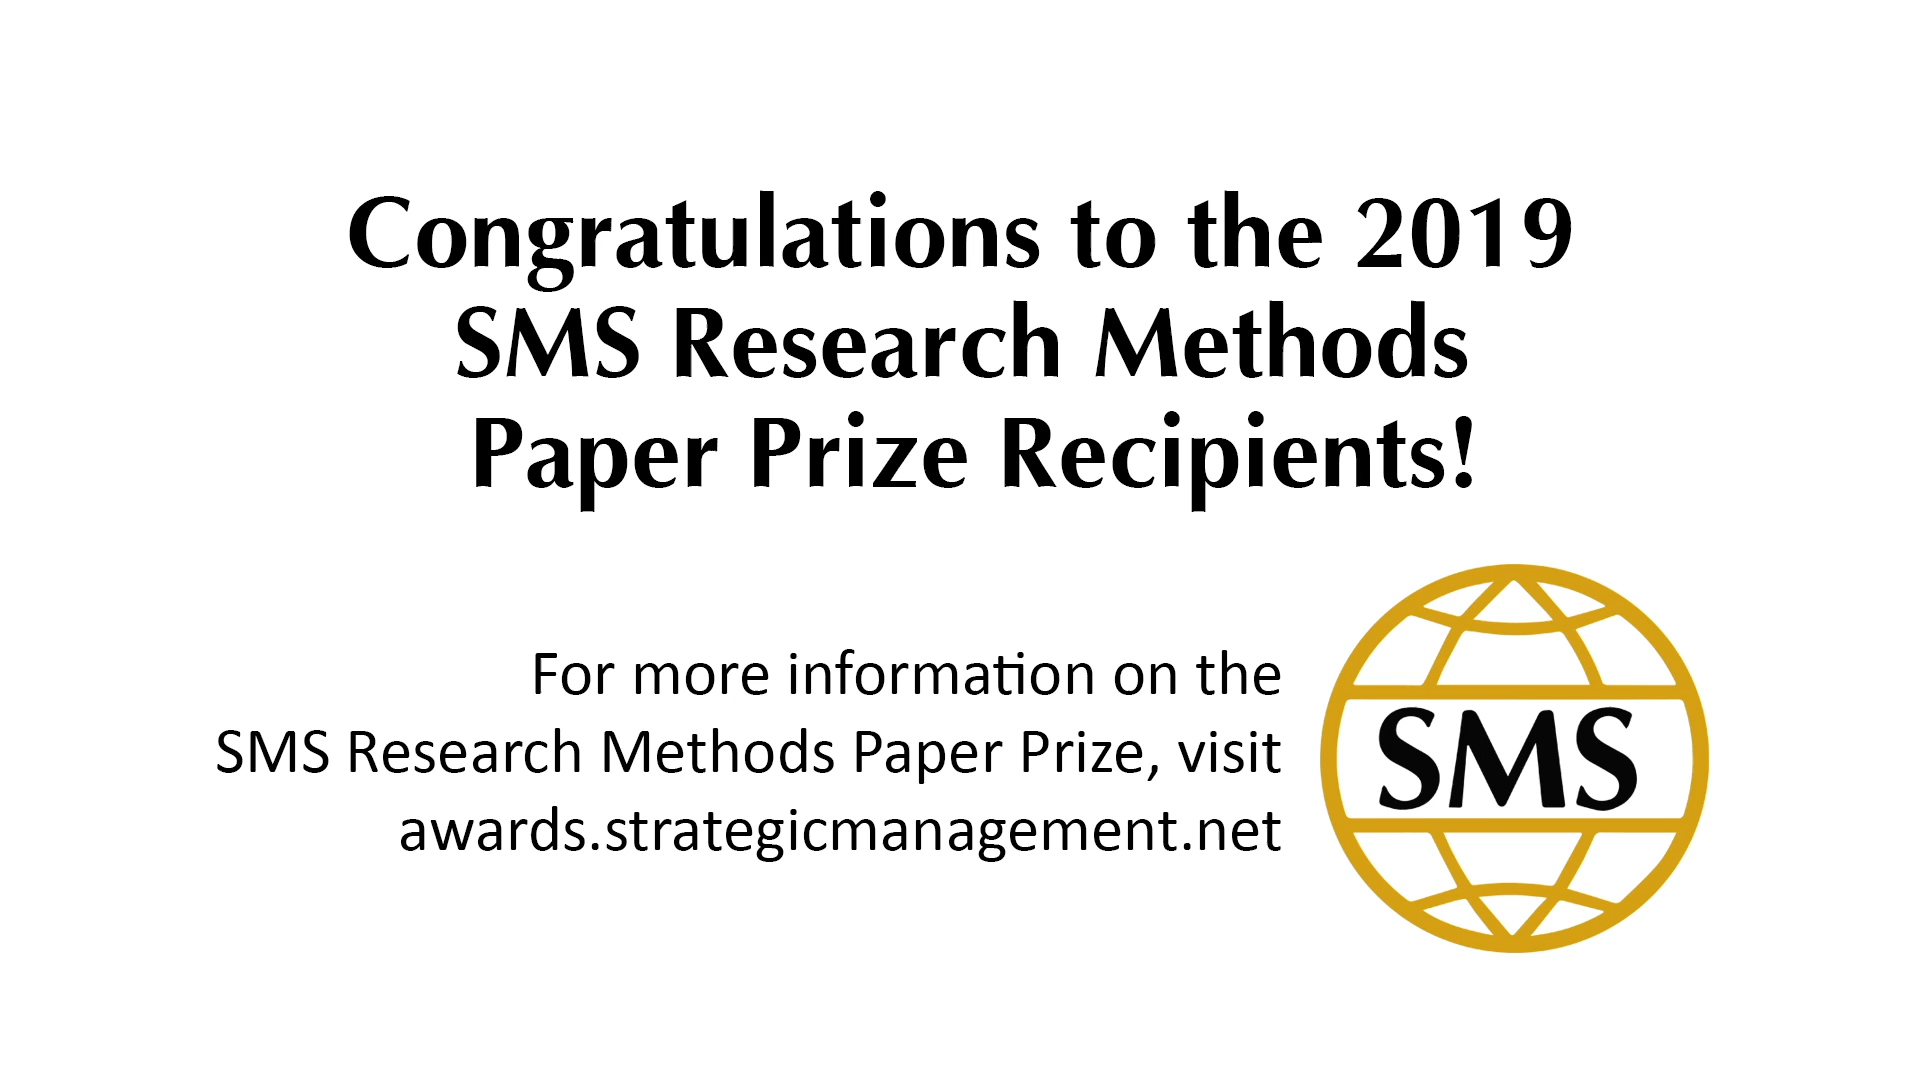 Congratulations to the 2019
SMS Research Methods
Paper Prize Recipients!
For more information on the
SMS Research Methods Paper Prize, visit
awards.strategicmanagement.net
SMS